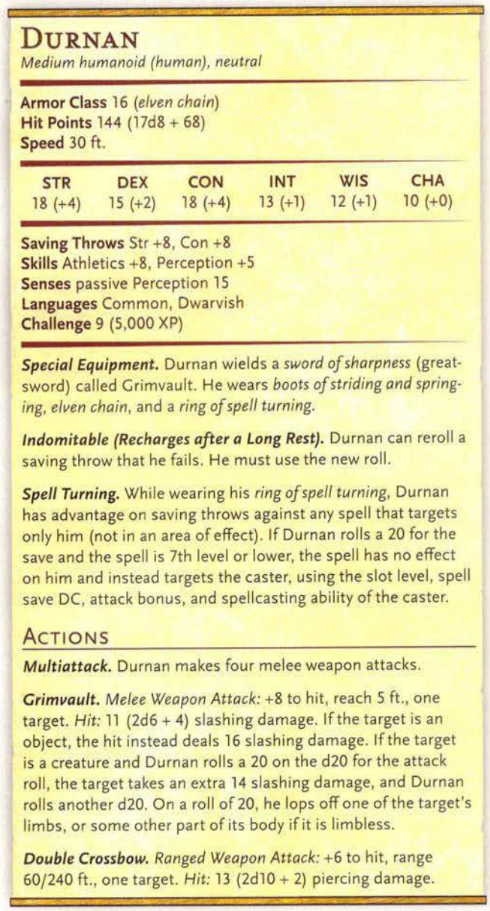 DURNAN
Medium humanoid (human), neutral
Armor Class 16 (elven chain)
Hit Points 144 (17d8 + 68)
Speed 30 ft.
STR DEX CON INT WIS CHA
18 (+4) 15 (+2) 18 (+4) 13 (+1) 12 (+1) 10 (+0)
Saving Throws Str +8, Con +8
Skills Athletics +8, Perception +5
Senses passive Perception 15
Languages Common, Dwarvish
Challenge 9 (5,000 XP)
Special Equipment. Durnan wields a sword of sharpness (great-
sword) called Grimvault. He wears boots of striding and spring-
ing, elven chain, and a ring of spell turning.
Indomitable (Recharges after a Long Rest). Durnan can reroll a
saving throw that he fails. He must use the new roll.
Spell Turning. While wearing his ring of spell turning, Durnan
has advantage on saving throws against any spell that targets
only him (not in an area of effect). If Durnan rolls a 20 for the
save and the spell is 7th level or lower, the spell has no effect
on him and instead targets the caster, using the slot level, spell
save DC, attack bonus, and spellcasting ability of the caster.
ACTIONS
Multiattack. Durnan makes four melee weapon attacks.
Grimvault. Melee Weapon Attack: +8 to hit, reach 5 ft., one
target. Hit: 11 (2d6 + 4) slashing damage. If the target is an
object, the hit instead deals 16 slashing damage. If the target
is a creature and Durnan rolls a 20 on the d20 for the attack
roll, the target takes an extra 14 slashing damage, and Durnan
rolls another d20. On a roll of 20, he lops off one of the target's
limbs, or some other part of its body if it is limbless.
Double Crossbow. Ranged Weapon Attack: +6 to hit, range
60/240 ft., one target. Hit: 13 (2d10 + 2) piercing damage.